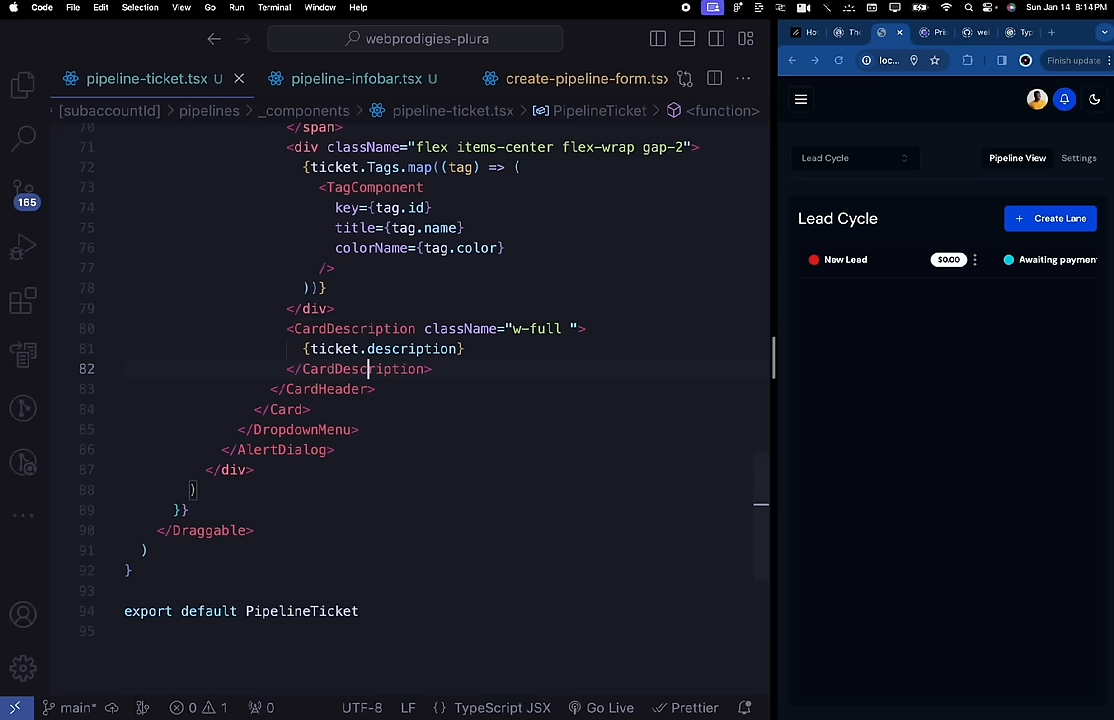 Code File Edit Selection View Go Run Terminal Window Help Sun Jan 14 8:14 PM
webprodigies-plura
pipeline-ticket.tsx U pipeline-infobar.tsx U create-pipeline-form.tsx
[subaccountId] > pipelines > _components > pipeline-ticket.tsx > PipelineTicket > <function>
70 </span>
71 <div className="flex items-center flex-wrap gap-2">
72 {ticket.Tags.map((tag) => (
73 <TagComponent
74 key={tag.id}
75 title={tag.name}
76 colorName={tag.color}
77 />
78 ))}
79 </div>
80 <CardDescription className="w-full ">
81 {ticket.description}
82 </CardDescription>
83 </CardHeader>
84 </Card>
85 </DropdownMenu>
86 </AlertDialog>
87 </div>
88 )
89 }}
90 </Draggable>
91 )
92 }
93
94 export default PipelineTicket
95
165
main* 0 1 0 UTF-8 LF {} TypeScript JSX Go Live Prettier
Ho The Pris wel Typ
loc... Finish update
Lead Cycle Pipeline View Settings
Lead Cycle + Create Lane
New Lead $0.00 Awaiting paymen